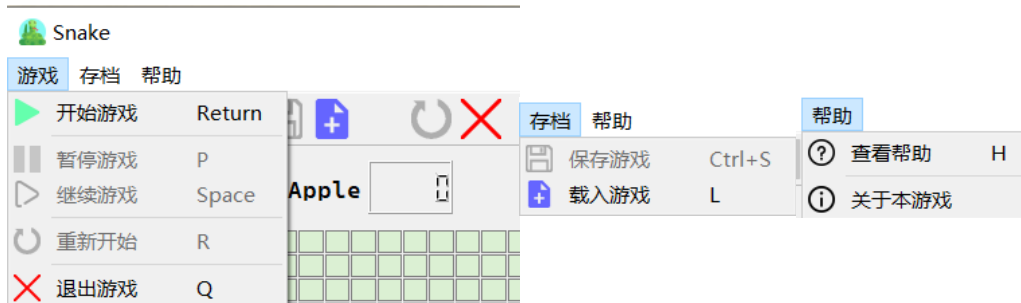 Snake
游戏 存档 帮助
开始游戏 Return
暂停游戏 P
继续游戏 Space
重新开始 R
退出游戏 Q
Apple 0
存档 帮助
保存游戏 Ctrl+S
载入游戏 L
帮助
查看帮助 H
关于本游戏